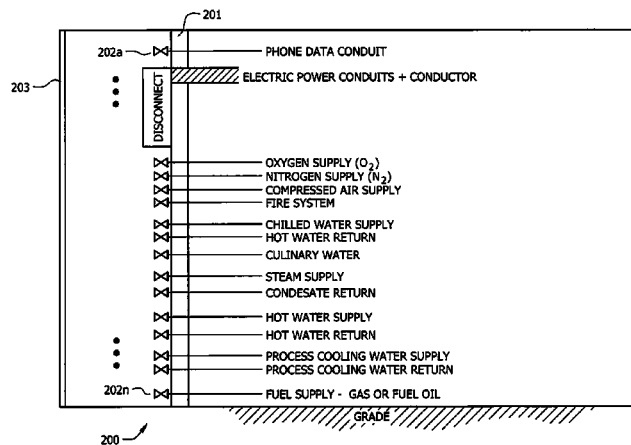 201
202a
PHONE DATA CONDUIT
203
DISCONNECT
ELECTRIC POWER CONDUITS + CONDUCTOR
OXYGEN SUPPLY (O2)
NITROGEN SUPPLY (N2)
COMPRESSED AIR SUPPLY
FIRE SYSTEM
CHILLED WATER SUPPLY
HOT WATER RETURN
CULINARY WATER
STEAM SUPPLY
CONDESATE RETURN
HOT WATER SUPPLY
HOT WATER RETURN
PROCESS COOLING WATER SUPPLY
PROCESS COOLING WATER RETURN
202n
FUEL SUPPLY - GAS OR FUEL OIL
GRADE
200